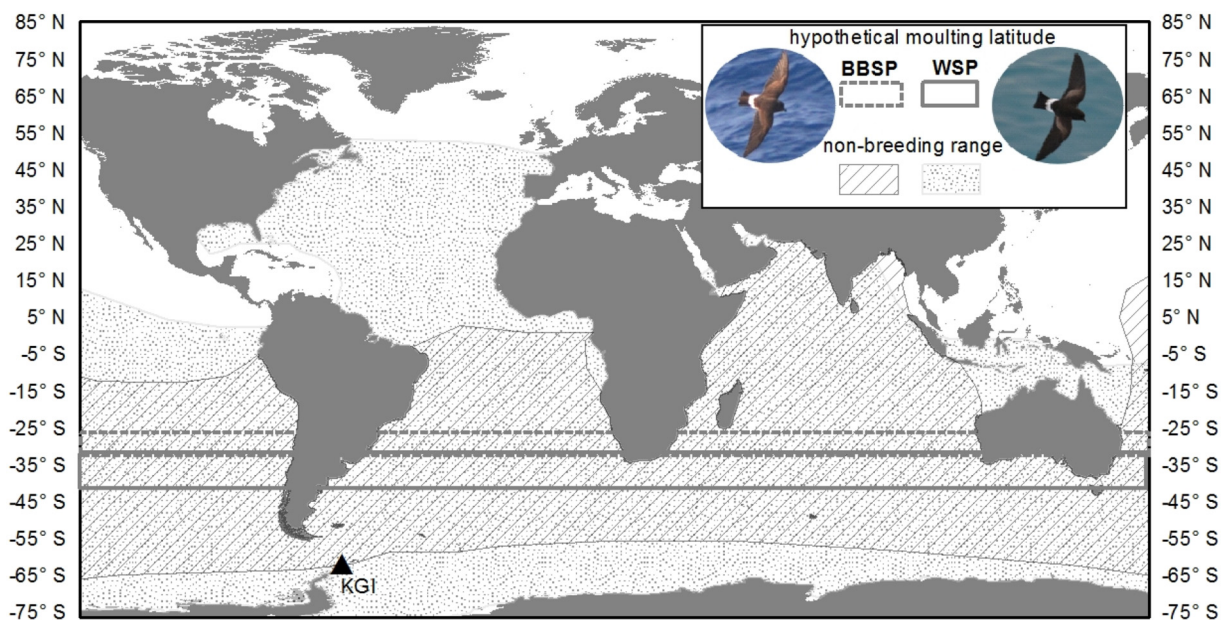 85° N 85° N
75° N 75° N
65° N 65° N
55° N 55° N
45° N 45° N
35° N 35° N
25° N 25° N
15° N 15° N
5° N 5° N
-5° S -5° S
-15° S -15° S
-25° S -25° S
-35° S -35° S
-45° S -45° S
-55° S -55° S
-65° S -65° S
-75° S -75° S
hypothetical moulting latitude
BBSP WSP
non-breeding range
KGI